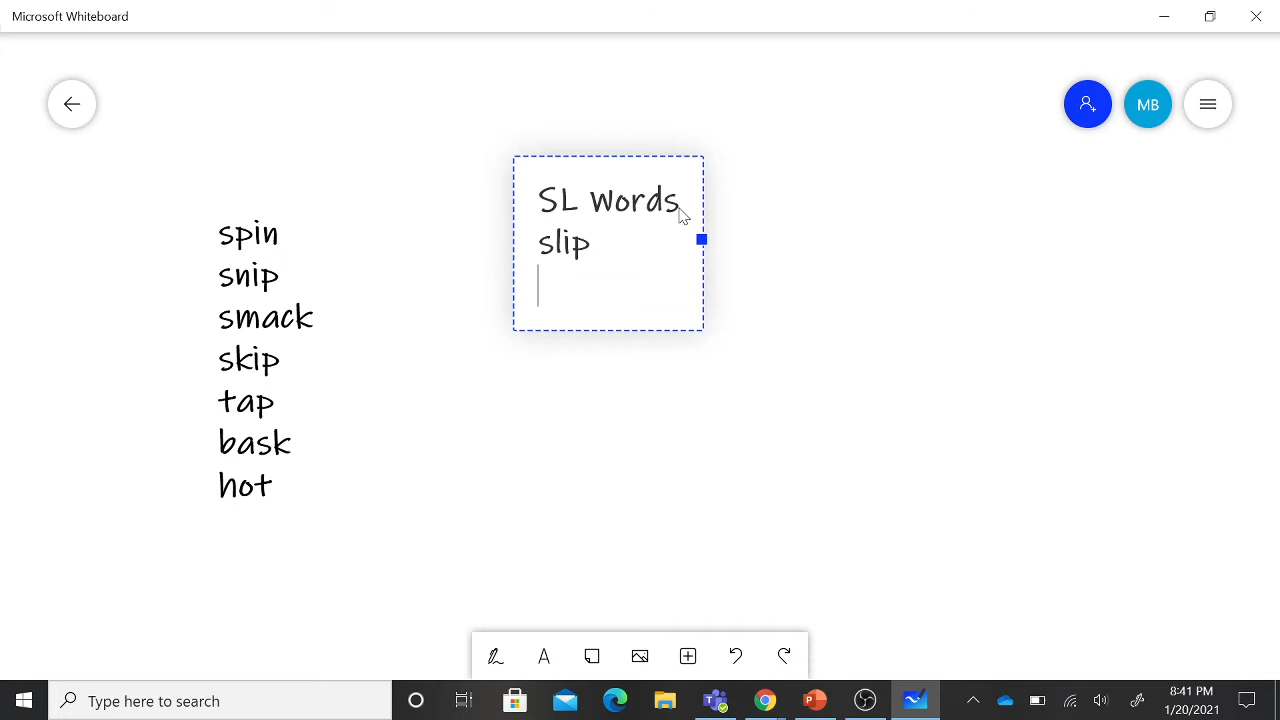 Microsoft Whiteboard
MB
SL Words
slip
spin
snip
smack
skip
tap
bask
hot
A
Type here to search
8:41 PM
1/20/2021